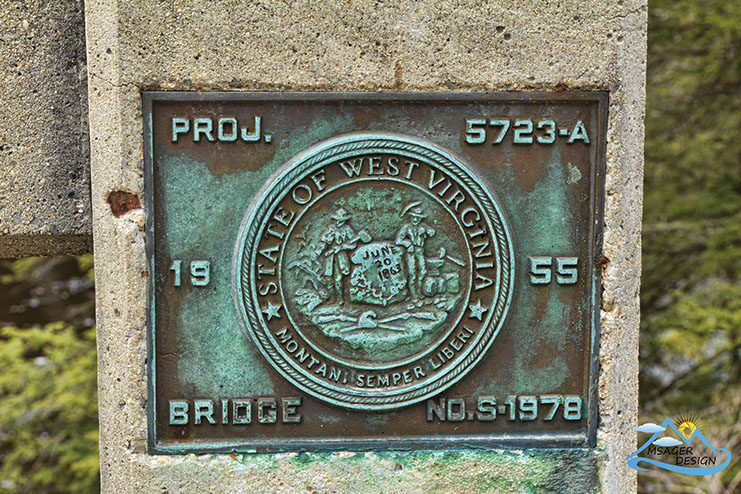 PROJ. 5723-A
STATE OF WEST VIRGINIA
JUNE
20
1863
19 55
MONTANI SEMPER LIBERI
BRIDGE NO.S-1978
MSAGER
DESIGN